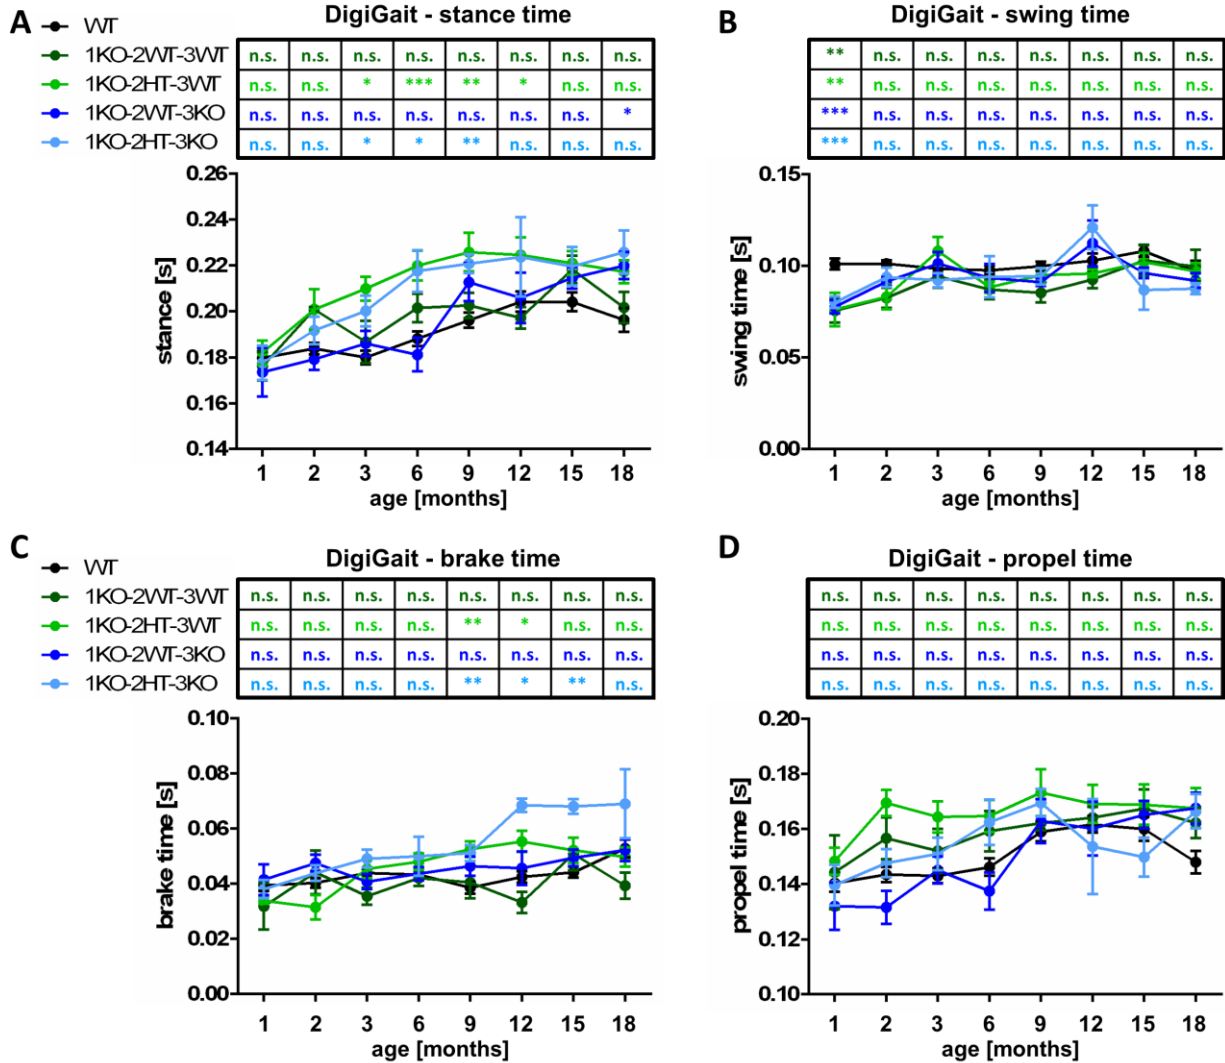 A
DigiGait - stance time
WT
1KO-2WT-3WT
1KO-2HT-3WT
1KO-2WT-3KO
1KO-2HT-3KO
n.s. n.s. n.s. n.s. n.s. n.s. n.s. n.s.
n.s. n.s. * *** ** * n.s. n.s.
n.s. n.s. n.s. n.s. n.s. n.s. n.s. *
n.s. n.s. * * ** n.s. n.s. n.s.
0.26
0.24
0.22
0.20
0.18
0.16
0.14
stance [s]
1 2 3 6 9 12 15 18
age [months]
B
DigiGait - swing time
** n.s. n.s. n.s. n.s. n.s. n.s. n.s.
** n.s. n.s. n.s. n.s. n.s. n.s. n.s.
*** n.s. n.s. n.s. n.s. n.s. n.s. n.s.
*** n.s. n.s. n.s. n.s. n.s. n.s. n.s.
0.15
0.10
0.05
0.00
swing time [s]
1 2 3 6 9 12 15 18
age [months]
C
DigiGait - brake time
WT
1KO-2WT-3WT
1KO-2HT-3WT
1KO-2WT-3KO
1KO-2HT-3KO
n.s. n.s. n.s. n.s. n.s. n.s. n.s. n.s.
n.s. n.s. n.s. n.s. ** * n.s. n.s.
n.s. n.s. n.s. n.s. n.s. n.s. n.s. n.s.
n.s. n.s. n.s. n.s. ** * ** n.s.
0.10
0.08
0.06
0.04
0.02
0.00
brake time [s]
1 2 3 6 9 12 15 18
age [months]
D
DigiGait - propel time
n.s. n.s. n.s. n.s. n.s. n.s. n.s. n.s.
n.s. n.s. n.s. n.s. n.s. n.s. n.s. n.s.
n.s. n.s. n.s. n.s. n.s. n.s. n.s. n.s.
n.s. n.s. n.s. n.s. n.s. n.s. n.s. n.s.
0.20
0.18
0.16
0.14
0.12
0.10
propel time [s]
1 2 3 6 9 12 15 18
age [months]